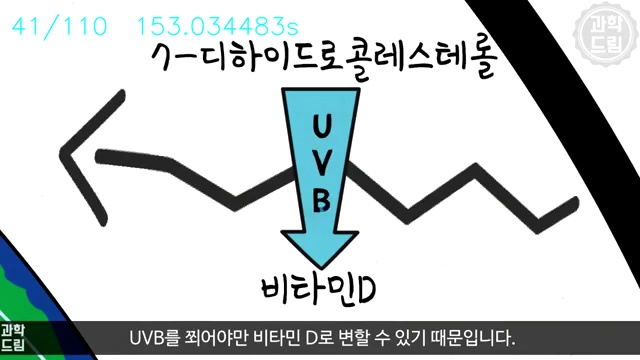 41/110 153.034483s
과학
드림
7-디하이드로콜레스테롤
U
V
B
비타민D
과학
드림
UVB를 쬐어야만 비타민 D로 변할 수 있기 때문입니다.